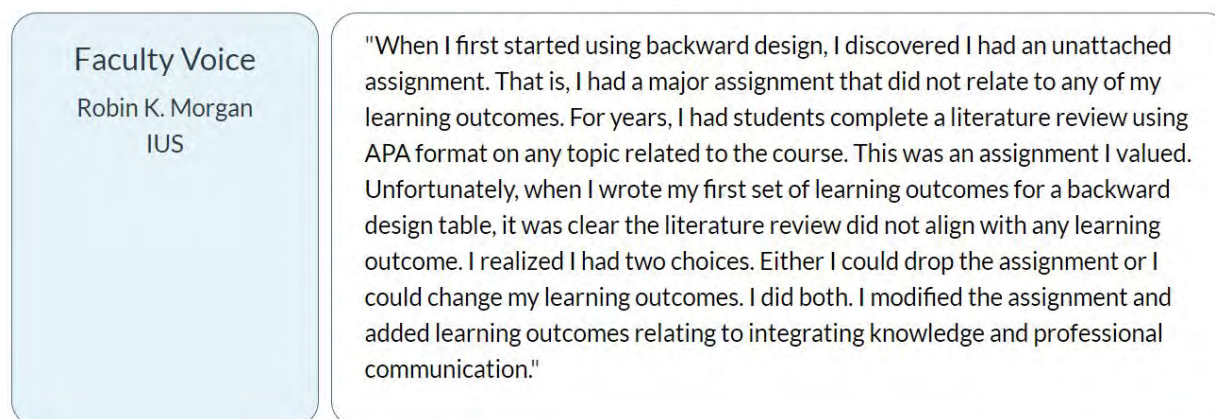 Faculty Voice
Robin K. Morgan
IUS
"When I first started using backward design, I discovered I had an unattached
assignment. That is, I had a major assignment that did not relate to any of my
learning outcomes. For years, I had students complete a literature review using
APA format on any topic related to the course. This was an assignment I valued.
Unfortunately, when I wrote my first set of learning outcomes for a backward
design table, it was clear the literature review did not align with any learning
outcome. I realized I had two choices. Either I could drop the assignment or I
could change my learning outcomes. I did both. I modified the assignment and
added learning outcomes relating to integrating knowledge and professional
communication."